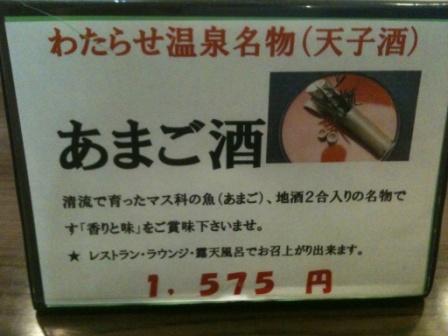 わたらせ温泉名物(天子酒)
あまご酒
清流で育ったマス科の魚(あまご)、地酒2合入りの名物で
す「香りと味」をご賞味下さいませ。
★ レストラン・ラウンジ・露天風呂でお召上がり出来ます。
1,575 円